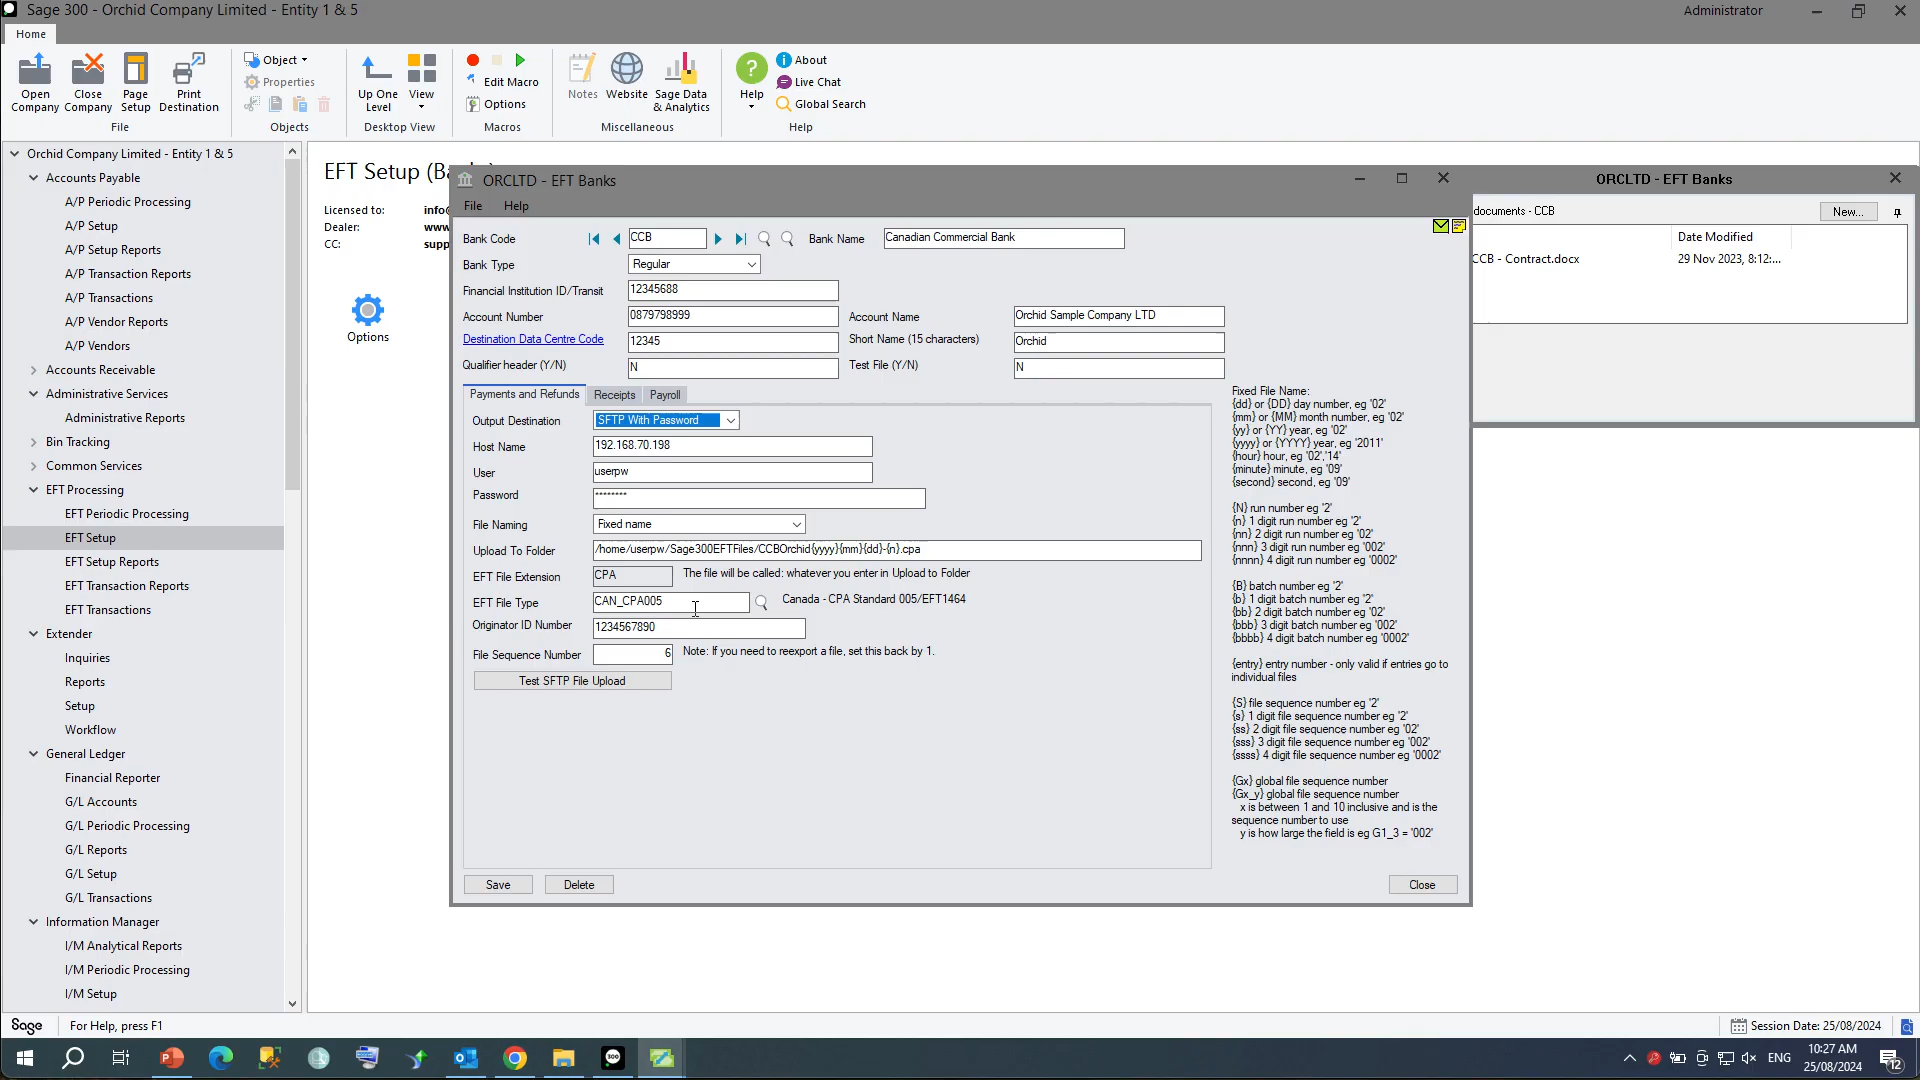 Sage 300 - Orchid Company Limited - Entity 1 & 5
Administrator
Home
Open Company
Close Company
Page Setup
Print Destination
File
Object
Properties
Objects
Up One Level
View
Desktop View
Edit Macro
Options
Macros
Notes
Website
Sage Data & Analytics
Miscellaneous
Help
About
Live Chat
Global Search
Help
Orchid Company Limited - Entity 1 & 5
Accounts Payable
A/P Periodic Processing
A/P Setup
A/P Setup Reports
A/P Transaction Reports
A/P Transactions
A/P Vendor Reports
A/P Vendors
Accounts Receivable
Administrative Services
Administrative Reports
Bin Tracking
Common Services
EFT Processing
EFT Periodic Processing
EFT Setup
EFT Setup Reports
EFT Transaction Reports
EFT Transactions
Extender
Inquiries
Reports
Setup
Workflow
General Ledger
Financial Reporter
G/L Accounts
G/L Periodic Processing
G/L Reports
G/L Setup
G/L Transactions
Information Manager
I/M Analytical Reports
I/M Periodic Processing
I/M Setup
EFT Setup (Ba
Licensed to: info
Dealer: www
CC: supp
Options
ORCLTD - EFT Banks
File Help
Bank Code CCB Bank Name Canadian Commercial Bank
Bank Type Regular
Financial Institution ID/Transit 12345688
Account Number 0879798999 Account Name Orchid Sample Company LTD
Destination Data Centre Code 12345 Short Name (15 characters) Orchid
Qualifier header (Y/N) N Test File (Y/N) N
Payments and Refunds Receipts Payroll
Output Destination SFTP With Password
Host Name 192.168.70.198
User userpw
Password ********
File Naming Fixed name
Upload To Folder /home/userpw/Sage300EFTFiles/CCBOrchid{yyyy}{mm}{dd}-{n}.cpa
EFT File Extension CPA The file will be called: whatever you enter in Upload to Folder
EFT File Type CAN_CPA005 Canada - CPA Standard 005/EFT1464
Originator ID Number 1234567890
File Sequence Number 6 Note: If you need to reexport a file, set this back by 1.
Test SFTP File Upload
Fixed File Name:
{dd} or {DD} day number, eg '02'
{mm} or {MM} month number, eg '02'
{yy} or {YY} year, eg '02'
{yyyy} or {YYYY} year, eg '2011'
{hour} hour, eg '02','14'
{minute} minute, eg '09'
{second} second, eg '09'
{N} run number eg '2'
{n} 1 digit run number eg '2'
{nn} 2 digit run number eg '02'
{nnn} 3 digit run number eg '002'
{nnnn} 4 digit run number eg '0002'
{B} batch number eg '2'
{b} 1 digit batch number eg '2'
{bb} 2 digit batch number eg '02'
{bbb} 3 digit batch number eg '002'
{bbbb} 4 digit batch number eg '0002'
{entry} entry number - only valid if entries go to
individual files
{S} file sequence number eg '2'
{s} 1 digit file sequence number eg '2'
{ss} 2 digit file sequence number eg '02'
{sss} 3 digit file sequence number eg '002'
{ssss} 4 digit file sequence number eg '0002'
{Gx} global file sequence number
{Gx_y} global file sequence number
x is between 1 and 10 inclusive and is the
sequence number to use
y is how large the field is eg G1_3 = '002'
Save Delete Close
ORCLTD - EFT Banks
documents - CCB New...
Date Modified
CCB - Contract.docx 29 Nov 2023, 8:12:...
Sage For Help, press F1
Session Date: 25/08/2024
300
ENG
10:27 AM
25/08/2024
12